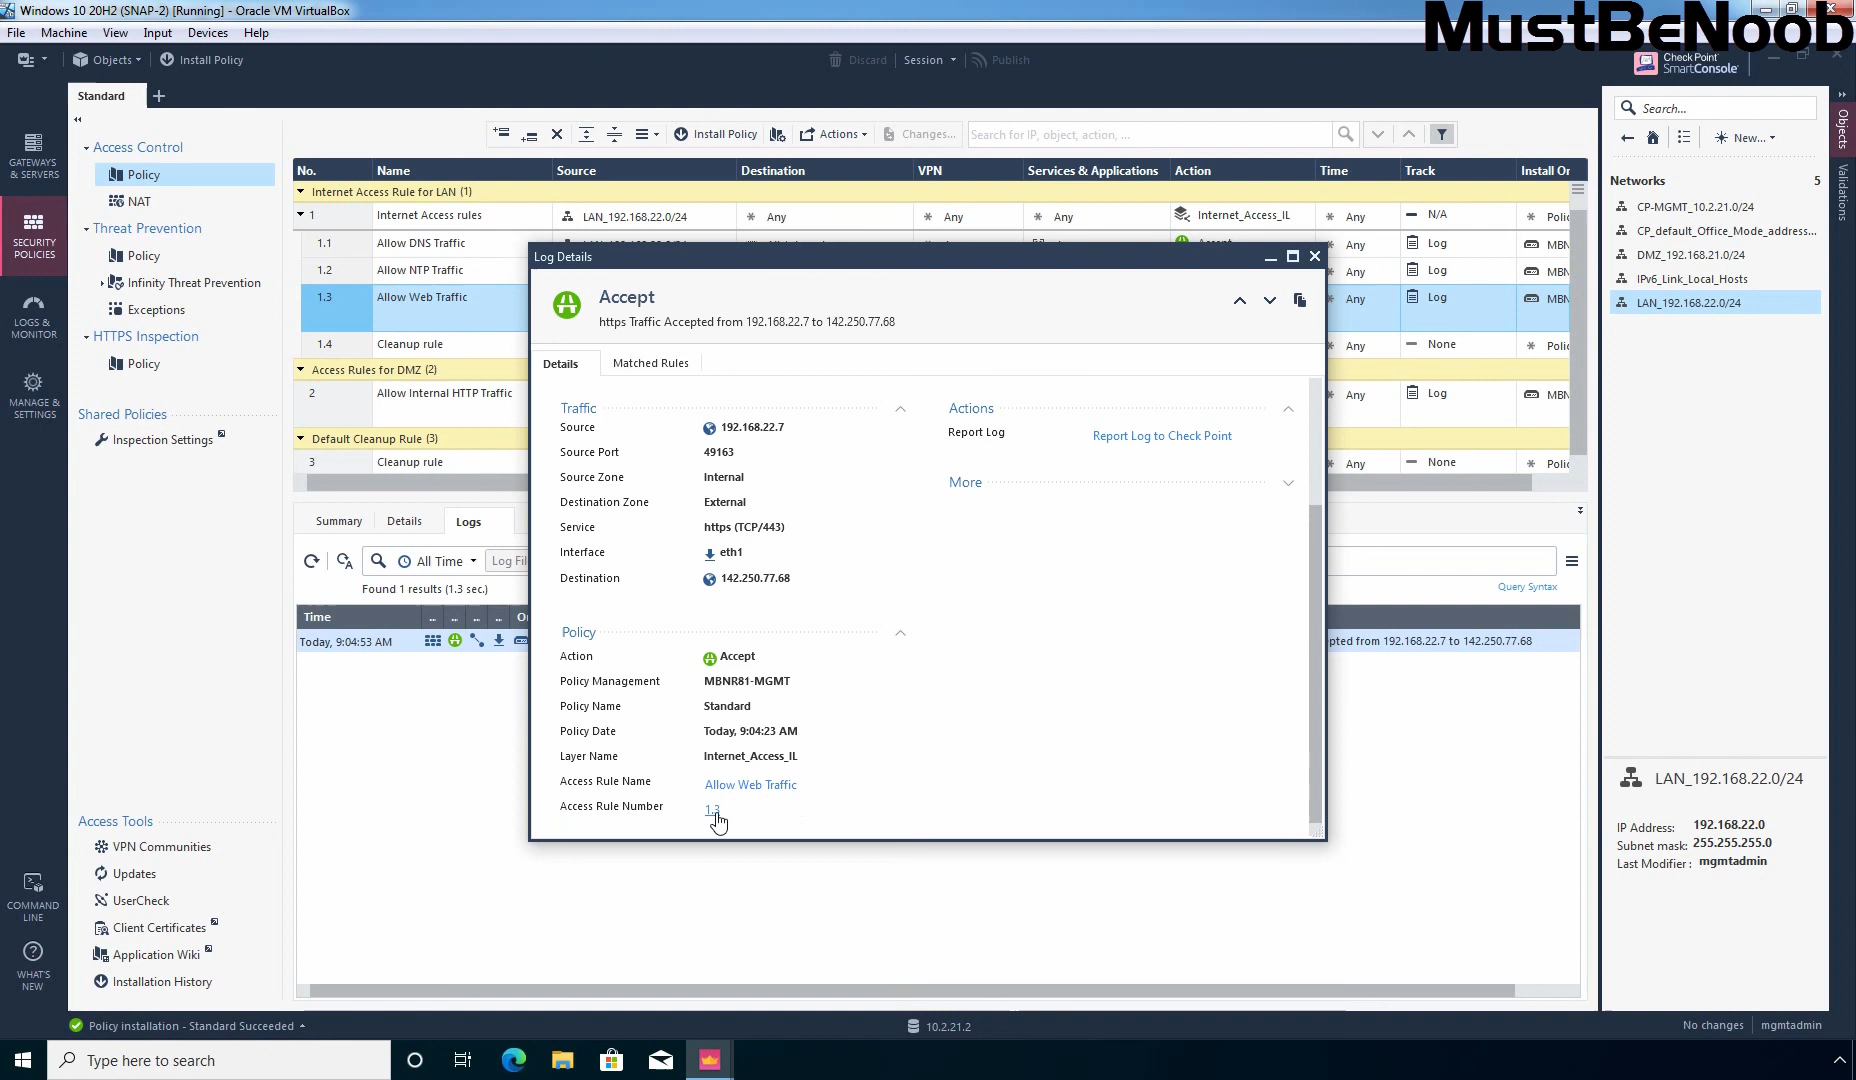 Windows 10 20H2 (SNAP-2) [Running] - Oracle VM VirtualBox
MustBeNoob
File Machine View Input Devices Help
Objects Install Policy Discard Session Publish
Check Point
SmartConsole
Standard
GATEWAYS
& SERVERS
SECURITY
POLICIES
LOGS &
MONITOR
MANAGE &
SETTINGS
COMMAND
LINE
WHAT'S
NEW
Access Control
Policy
NAT
Threat Prevention
Policy
Infinity Threat Prevention
Exceptions
HTTPS Inspection
Policy
Shared Policies
Inspection Settings
Access Tools
VPN Communities
Updates
UserCheck
Client Certificates
Application Wiki
Installation History
Install Policy Actions Changes... Search for IP, object, action, ...
No. Name Source Destination VPN Services & Applications Action Time Track Install On
Internet Access Rule for LAN (1)
1 Internet Access rules LAN_192.168.22.0/24 Any Any Any Internet_Access_IL Any N/A Polic
1.1 Allow DNS Traffic Any Log MBN
1.2 Allow NTP Traffic Any Log MBN
1.3 Allow Web Traffic Any Log MBN
1.4 Cleanup rule Any None Polic
Access Rules for DMZ (2)
2 Allow Internal HTTP Traffic Any Log MBN
Default Cleanup Rule (3)
3 Cleanup rule Any None Polic
Summary Details Logs
All Time Log Fil
Found 1 results (1.3 sec.)
Query Syntax
Time ... ... ... ... O
Today, 9:04:53 AM pted from 192.168.22.7 to 142.250.77.68
Log Details
Accept
https Traffic Accepted from 192.168.22.7 to 142.250.77.68
Details Matched Rules
Traffic
Source 192.168.22.7
Source Port 49163
Source Zone Internal
Destination Zone External
Service https (TCP/443)
Interface eth1
Destination 142.250.77.68
Policy
Action Accept
Policy Management MBNR81-MGMT
Policy Name Standard
Policy Date Today, 9:04:23 AM
Layer Name Internet_Access_IL
Access Rule Name Allow Web Traffic
Access Rule Number 1.3
Actions
Report Log Report Log to Check Point
More
Search...
New...
Networks 5
CP-MGMT_10.2.21.0/24
CP_default_Office_Mode_address...
DMZ_192.168.21.0/24
IPv6_Link_Local_Hosts
LAN_192.168.22.0/24
LAN_192.168.22.0/24
IP Address: 192.168.22.0
Subnet mask: 255.255.255.0
Last Modifier : mgmtadmin
Objects
Validations
Policy installation - Standard Succeeded 10.2.21.2 No changes mgmtadmin
Type here to search